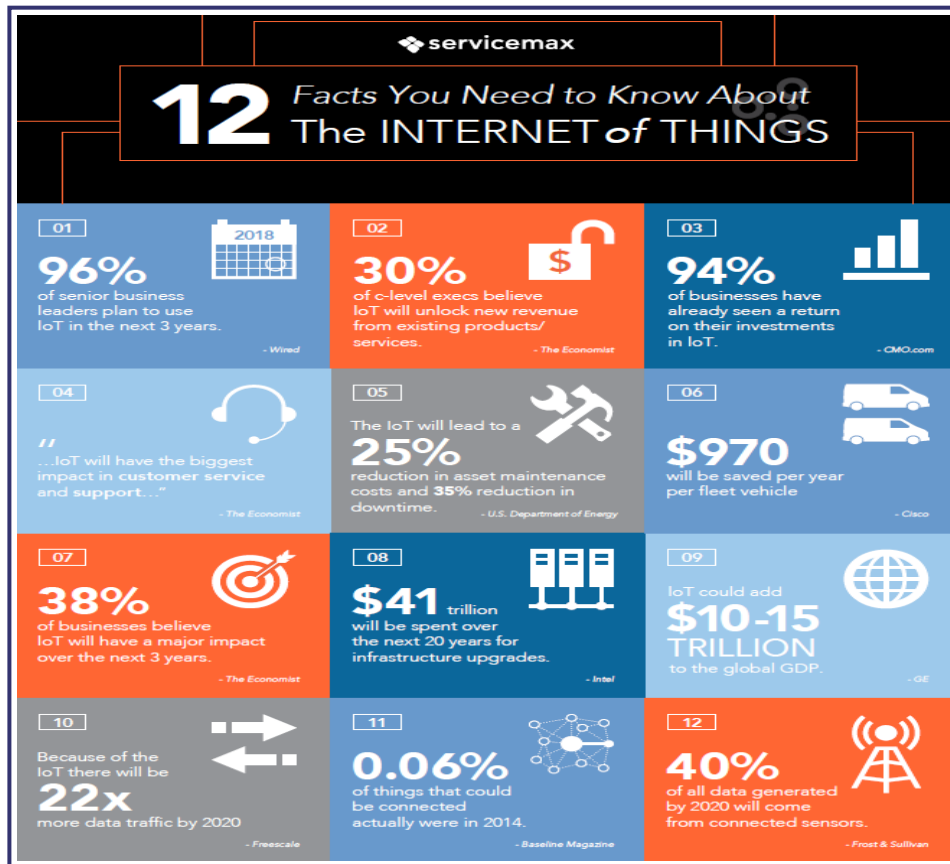 servicemax
12 Facts You Need to Know About
The INTERNET of THINGS
01
2018
96%
of senior business
leaders plan to use
IoT in the next 3 years.
- Wired
02
$
30%
of c-level execs believe
IoT will unlock new revenue
from existing products/
services.
- The Economist
03
94%
of businesses have
already seen a return
on their investments
in IoT.
- CMO.com
04
“
...IoT will have the biggest
impact in customer service
and support...”
- The Economist
05
The IoT will lead to a
25%
reduction in asset maintenance
costs and 35% reduction in
downtime.
- U.S. Department of Energy
06
$970
will be saved per year
per fleet vehicle
- Cisco
07
38%
of businesses believe
IoT will have a major impact
over the next 3 years.
- The Economist
08
$41 trillion
will be spent over
the next 20 years for
infrastructure upgrades.
- Intel
09
IoT could add
$10-15
TRILLION
to the global GDP.
- GE
10
Because of the
IoT there will be
22x
more data traffic by 2020
- Freescale
11
0.06%
of things that could
be connected
actually were in 2014.
- Baseline Magazine
12
40%
of all data generated
by 2020 will come
from connected sensors.
- Frost & Sullivan